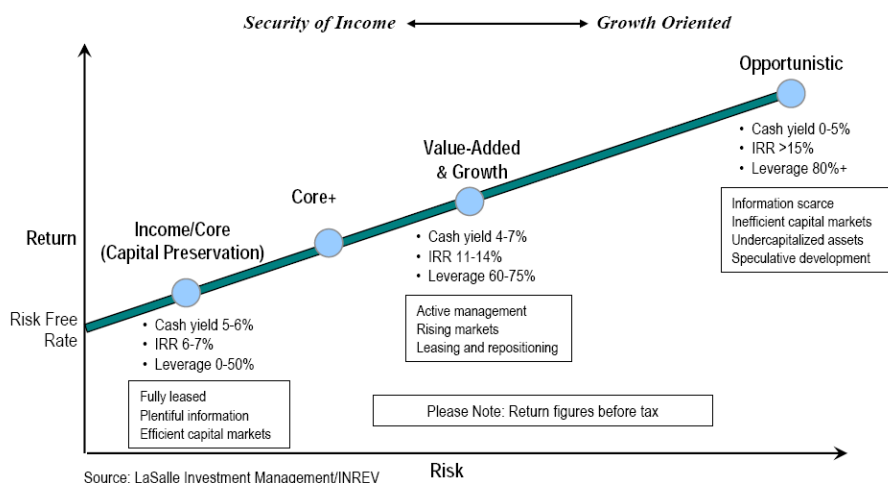 Security of Income
Growth Oriented
Opportunistic
• Cash yield 0-5%
• IRR >15%
• Leverage 80%+
Information scarce
Inefficient capital markets
Undercapitalized assets
Speculative development
Value-Added
& Growth
• Cash yield 4-7%
• IRR 11-14%
• Leverage 60-75%
Active management
Rising markets
Leasing and repositioning
Core+
Income/Core
(Capital Preservation)
• Cash yield 5-6%
• IRR 6-7%
• Leverage 0-50%
Fully leased
Plentiful information
Efficient capital markets
Return
Risk Free
Rate
Please Note: Return figures before tax
Risk
Source: LaSalle Investment Management/INREV